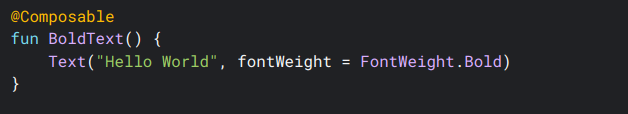 @Composable
fun BoldText() {
    Text("Hello World", fontWeight = FontWeight.Bold)
}